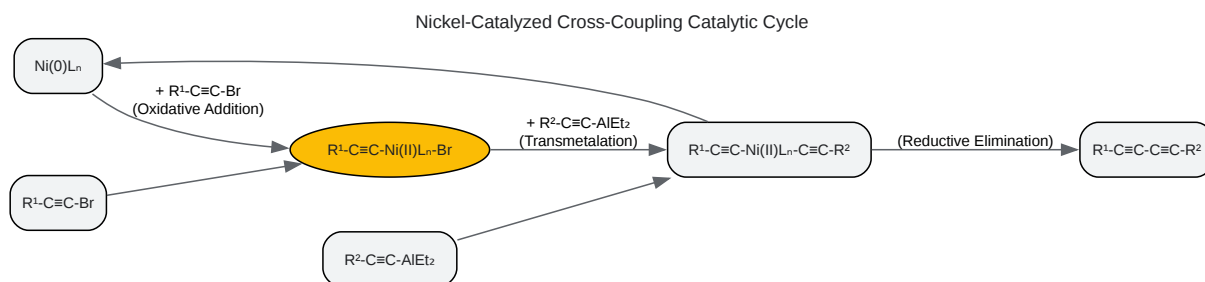 Nickel-Catalyzed Cross-Coupling Catalytic Cycle
Ni(0)Lₙ
+ R¹-C≡C-Br
(Oxidative Addition)
R¹-C≡C-Br
R¹-C≡C-Ni(II)Lₙ-Br
+ R²-C≡C-AlEt₂
(Transmetalation)
R²-C≡C-AlEt₂
R¹-C≡C-Ni(II)Lₙ-C≡C-R²
(Reductive Elimination)
R¹-C≡C-C≡C-R²